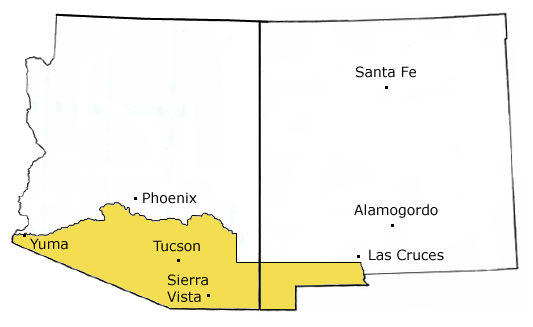 Santa Fe
Phoenix
Alamogordo
Yuma
Tucson
Las Cruces
Sierra
Vista